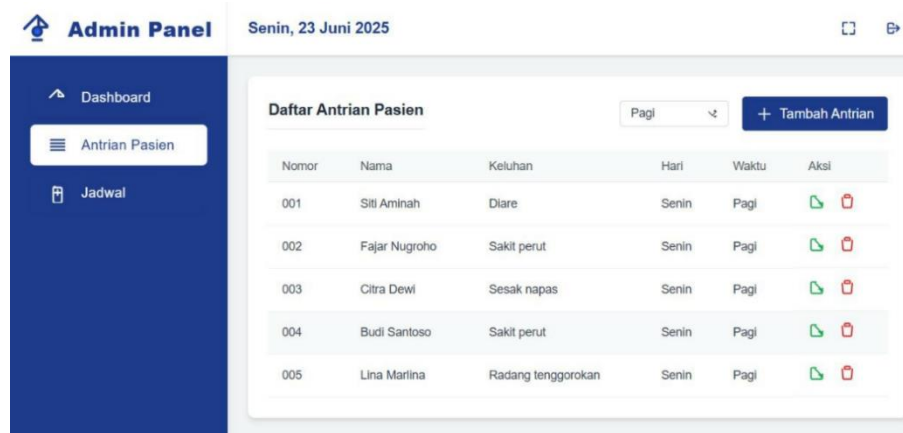 Admin Panel
Senin, 23 Juni 2025
Dashboard
Antrian Pasien
Jadwal
Daftar Antrian Pasien
Pagi
+ Tambah Antrian
Nomor Nama Keluhan Hari Waktu Aksi
001 Siti Aminah Diare Senin Pagi
002 Fajar Nugroho Sakit perut Senin Pagi
003 Citra Dewi Sesak napas Senin Pagi
004 Budi Santoso Sakit perut Senin Pagi
005 Lina Marlina Radang tenggorokan Senin Pagi